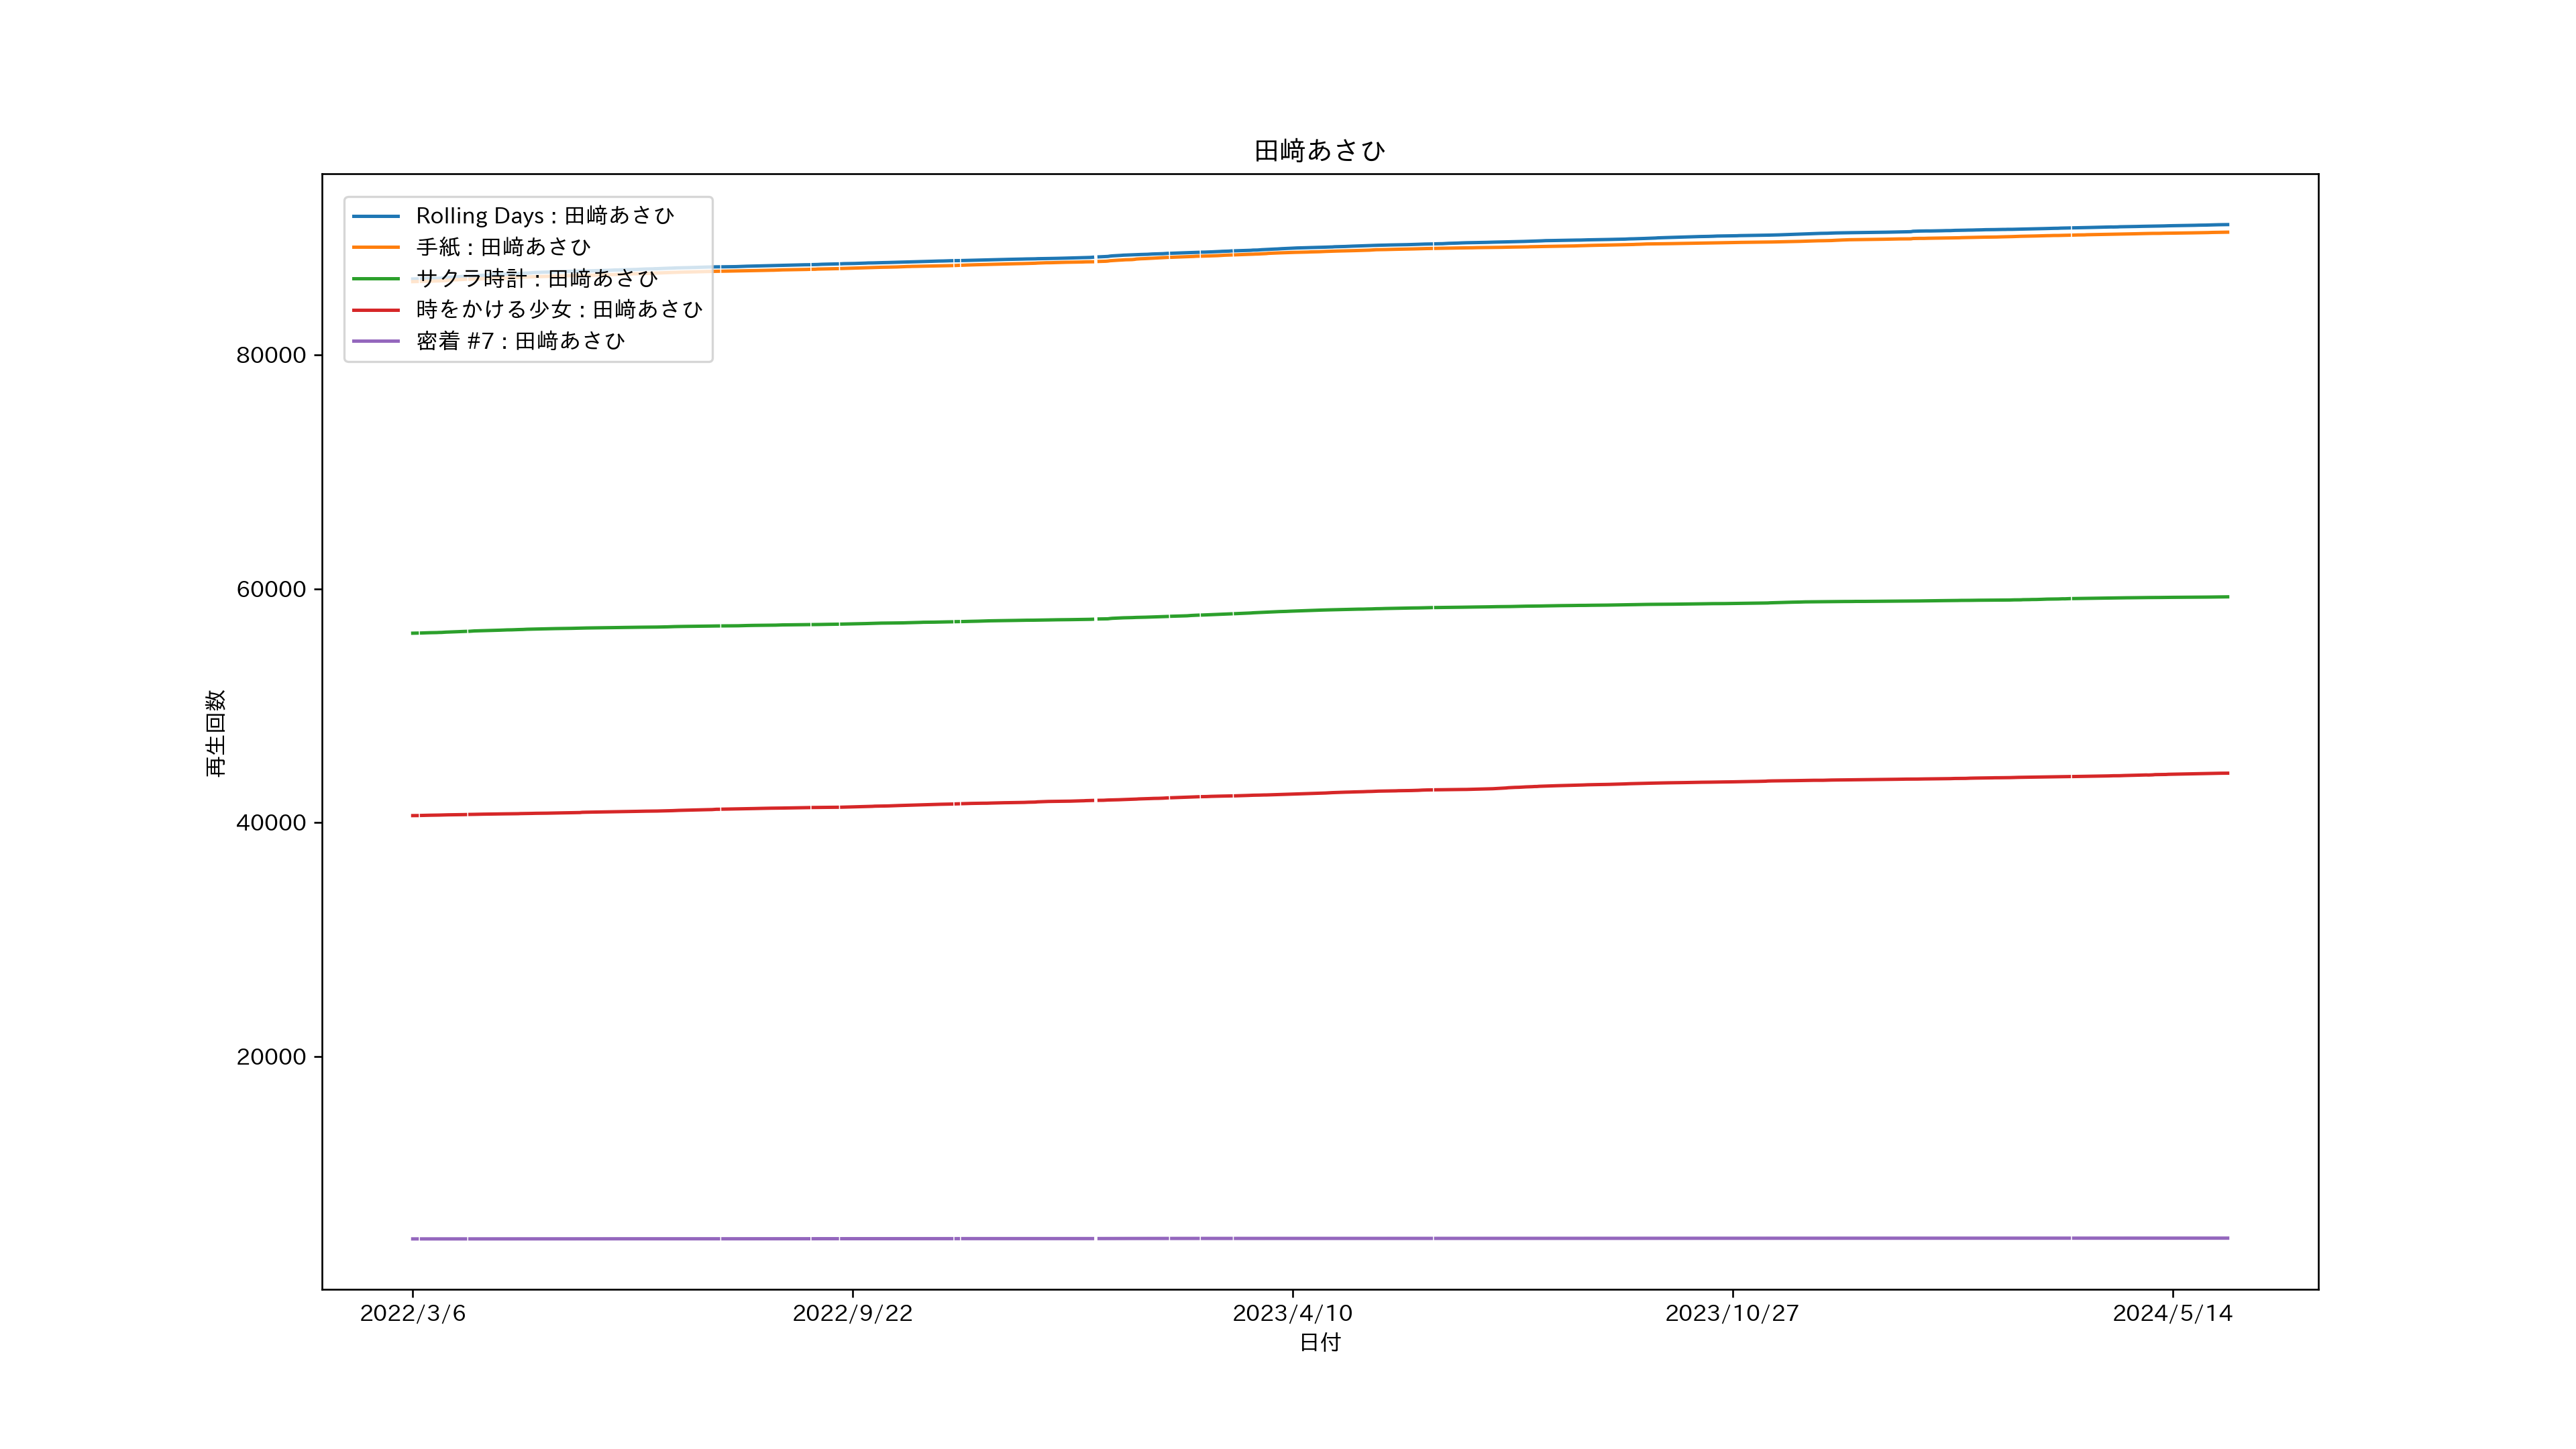 田﨑あさひ
Rolling Days : 田﨑あさひ
手紙 : 田﨑あさひ
サクラ時計 : 田﨑あさひ
時をかける少女 : 田﨑あさひ
密着 #7 : 田﨑あさひ
80000
60000
40000
20000
再生回数
2022/3/6
2022/9/22
2023/4/10
2023/10/27
2024/5/14
日付